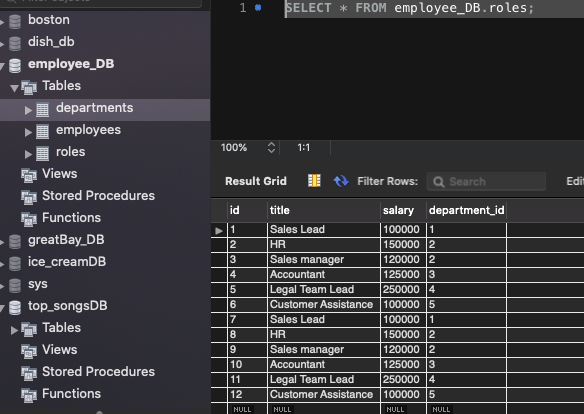 boston
dish_db
employee_DB
Tables
departments
employees
roles
Views
Stored Procedures
Functions
greatBay_DB
ice_creamDB
sys
top_songsDB
Tables
Views
Stored Procedures
Functions
1 SELECT * FROM employee_DB.roles;
100% 1:1
Result Grid Filter Rows: Search Edi
id title salary department_id
1 Sales Lead 100000 1
2 HR 150000 2
3 Sales manager 120000 2
4 Accountant 125000 3
5 Legal Team Lead 250000 4
6 Customer Assistance 100000 5
7 Sales Lead 100000 1
8 HR 150000 2
9 Sales manager 120000 2
10 Accountant 125000 3
11 Legal Team Lead 250000 4
12 Customer Assistance 100000 5
NULL NULL NULL NULL